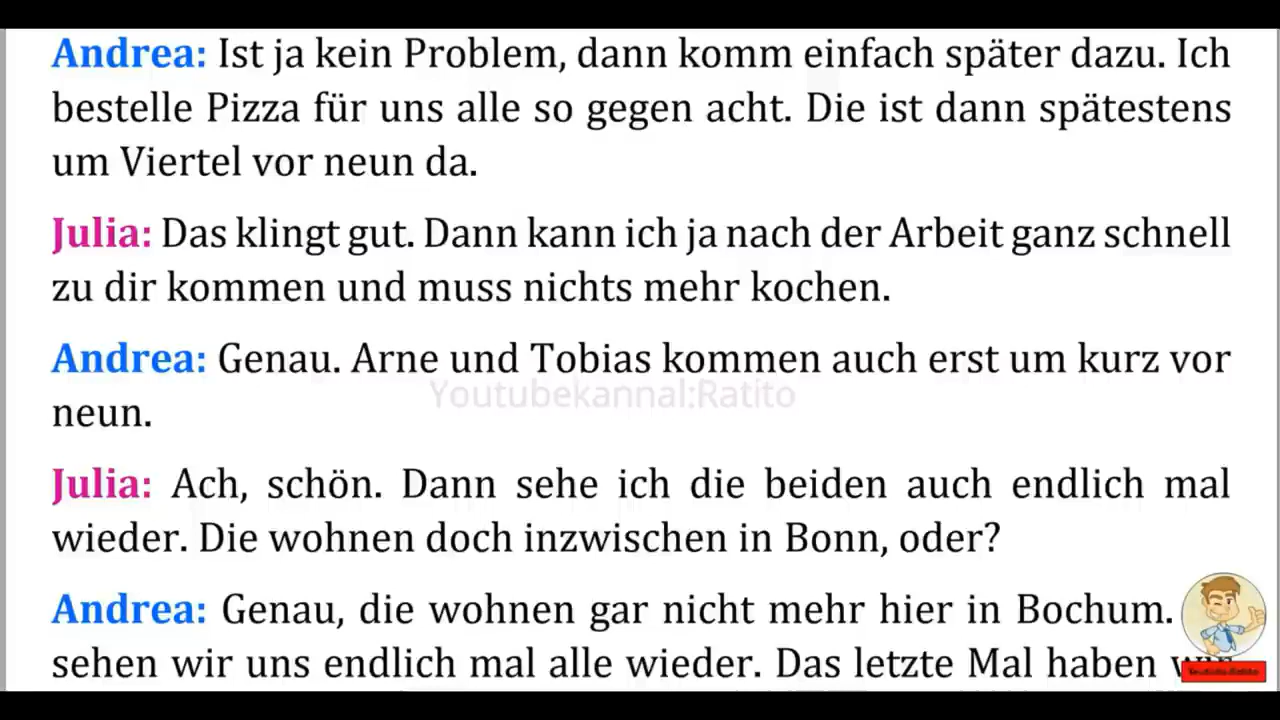 Andrea: Ist ja kein Problem, dann komm einfach später dazu. Ich
bestelle Pizza für uns alle so gegen acht. Die ist dann spätestens
um Viertel vor neun da.
Julia: Das klingt gut. Dann kann ich ja nach der Arbeit ganz schnell
zu dir kommen und muss nichts mehr kochen.
Andrea: Genau. Arne und Tobias kommen auch erst um kurz vor
Youtubekannal:Ratito
neun.
Julia: Ach, schön. Dann sehe ich die beiden auch endlich mal
wieder. Die wohnen doch inzwischen in Bonn, oder?
Andrea: Genau, die wohnen gar nicht mehr hier in Bochum.
sehen wir uns endlich mal alle wieder. Das letzte Mal haben